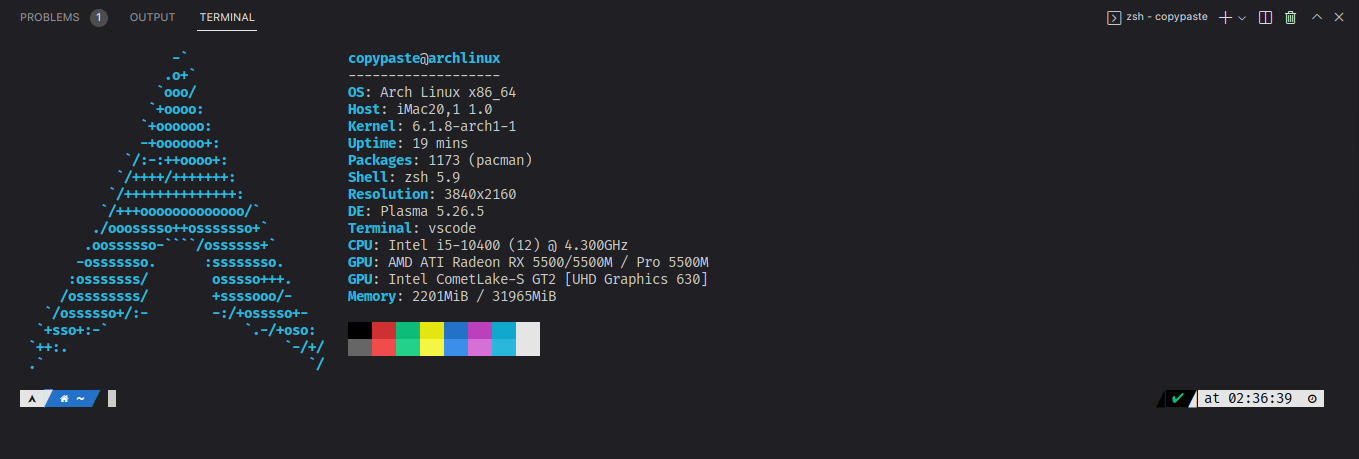 PROBLEMS 1 OUTPUT TERMINAL zsh - copypaste
-`
.o+`
`ooo/
`+oooo:
`+oooooo:
-+oooooo+:
`/:-:++oooo+:
`/++++/+++++++:
`/++++++++++++++:
`/+++ooooooooooooo/`
./ooosssso++osssssso+`
.oossssso-````/ossssss+`
-osssssso. :ssssssso.
:osssssss/ osssso+++.
/ossssssss/ +ssssooo/-
`/ossssso+/:- -:/+osssso+-
`+sso+:-` `.-/+oso:
`++:. `-/+/
.` `/
copypaste@archlinux
-------------------
OS: Arch Linux x86_64
Host: iMac20,1 1.0
Kernel: 6.1.8-arch1-1
Uptime: 19 mins
Packages: 1173 (pacman)
Shell: zsh 5.9
Resolution: 3840x2160
DE: Plasma 5.26.5
Terminal: vscode
CPU: Intel i5-10400 (12) @ 4.300GHz
GPU: AMD ATI Radeon RX 5500/5500M / Pro 5500M
GPU: Intel CometLake-S GT2 [UHD Graphics 630]
Memory: 2201MiB / 31965MiB
~ ✔ at 02:36:39